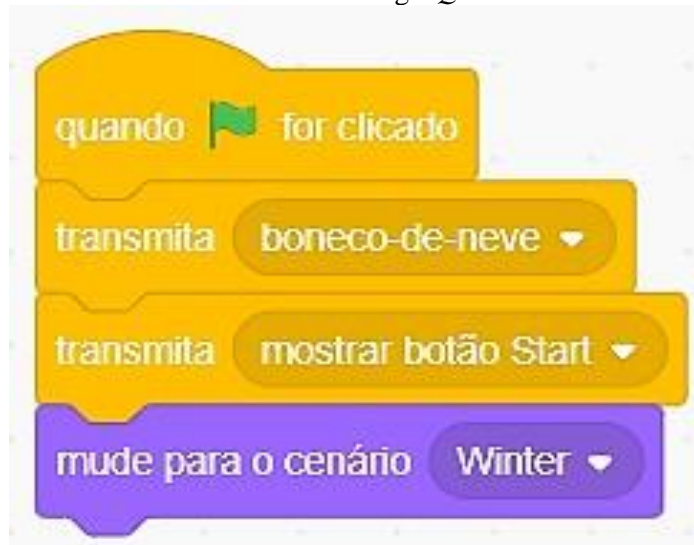 quando for clicado
transmita boneco-de-neve
transmita mostrar botão Start
mude para o cenário Winter